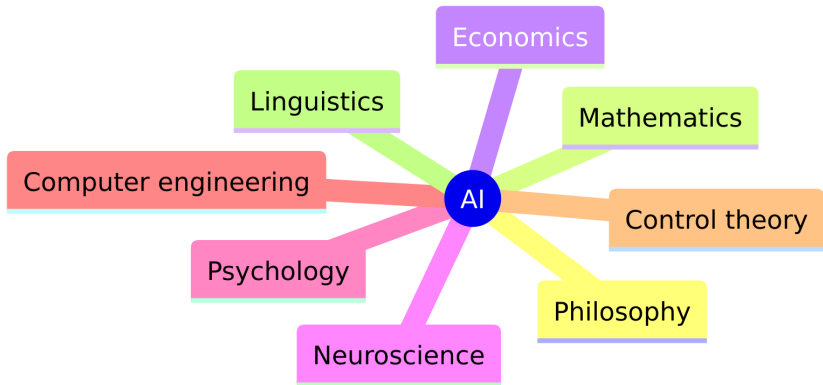 Economics
Linguistics
Mathematics
Computer engineering
AI
Control theory
Psychology
Philosophy
Neuroscience